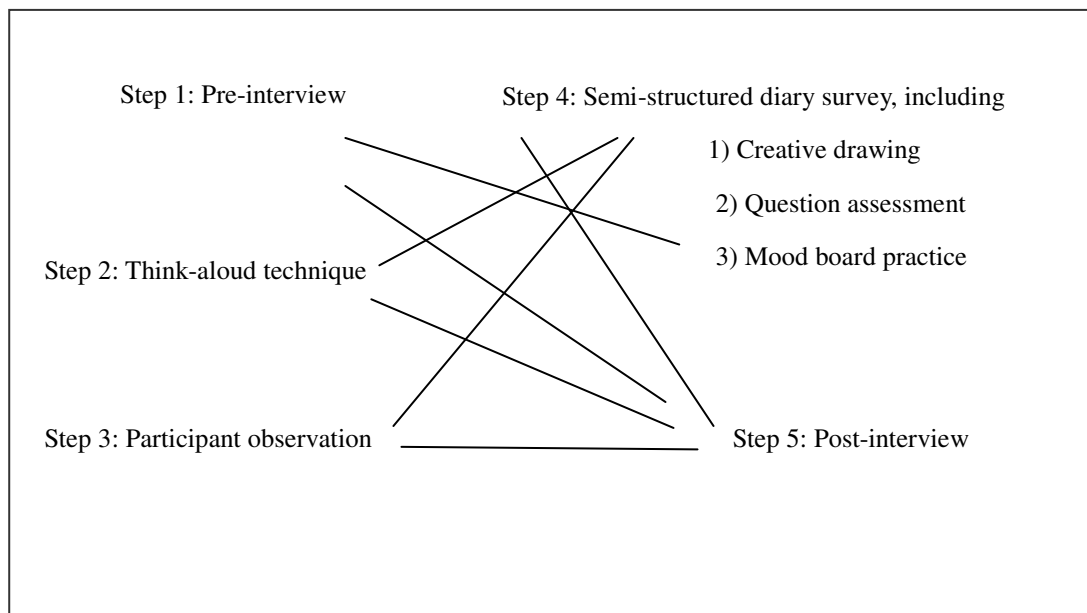 Step 1: Pre-interview
Step 4: Semi-structured diary survey, including
1) Creative drawing
2) Question assessment
3) Mood board practice
Step 2: Think-aloud technique
Step 3: Participant observation
Step 5: Post-interview